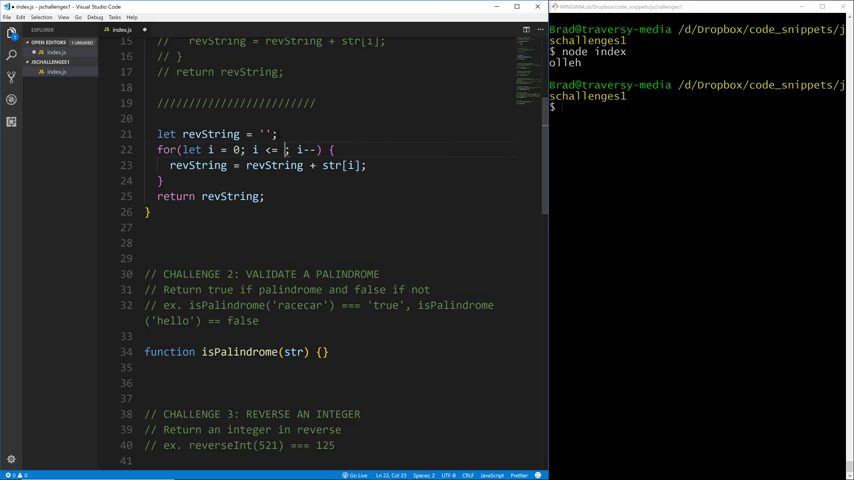 index.js - Visual Studio Code
File Edit Selection View Go Debug Tasks Help
EXPLORER
OPEN EDITORS 1 UNSAVED
index.js
JSCHALLENGES1
index.js
index.js
15 //   revString = revString + str[i];
16 // }
17 // return revString;
18
19 /////////////////////////
20
21 let revString = '';
22 for(let i = 0; i <= ; i--) {
23 revString = revString + str[i];
24 }
25 return revString;
26 }
27
28
29
30 // CHALLENGE 2: VALIDATE A PALINDROME
31 // Return true if palindrome and false if not
32 // ex. isPalindrome('racecar') === 'true', isPalindrome
('hello') == false
33
34 function isPalindrome(str) {}
35
36
37
38 // CHALLENGE 3: REVERSE AN INTEGER
39 // Return an integer in reverse
40 // ex. reverseInt(521) === 125
41
0 0
Go Live Ln 22, Col 23 Spaces: 2 UTF-8 CRLF JavaScript Prettier
MINGW64:/d/Dropbox/code_snippets/jschallenges1
Brad@traversy-media /d/Dropbox/code_snippets/j
schallenges1
$ node index
olleh
Brad@traversy-media /d/Dropbox/code_snippets/j
schallenges1
$